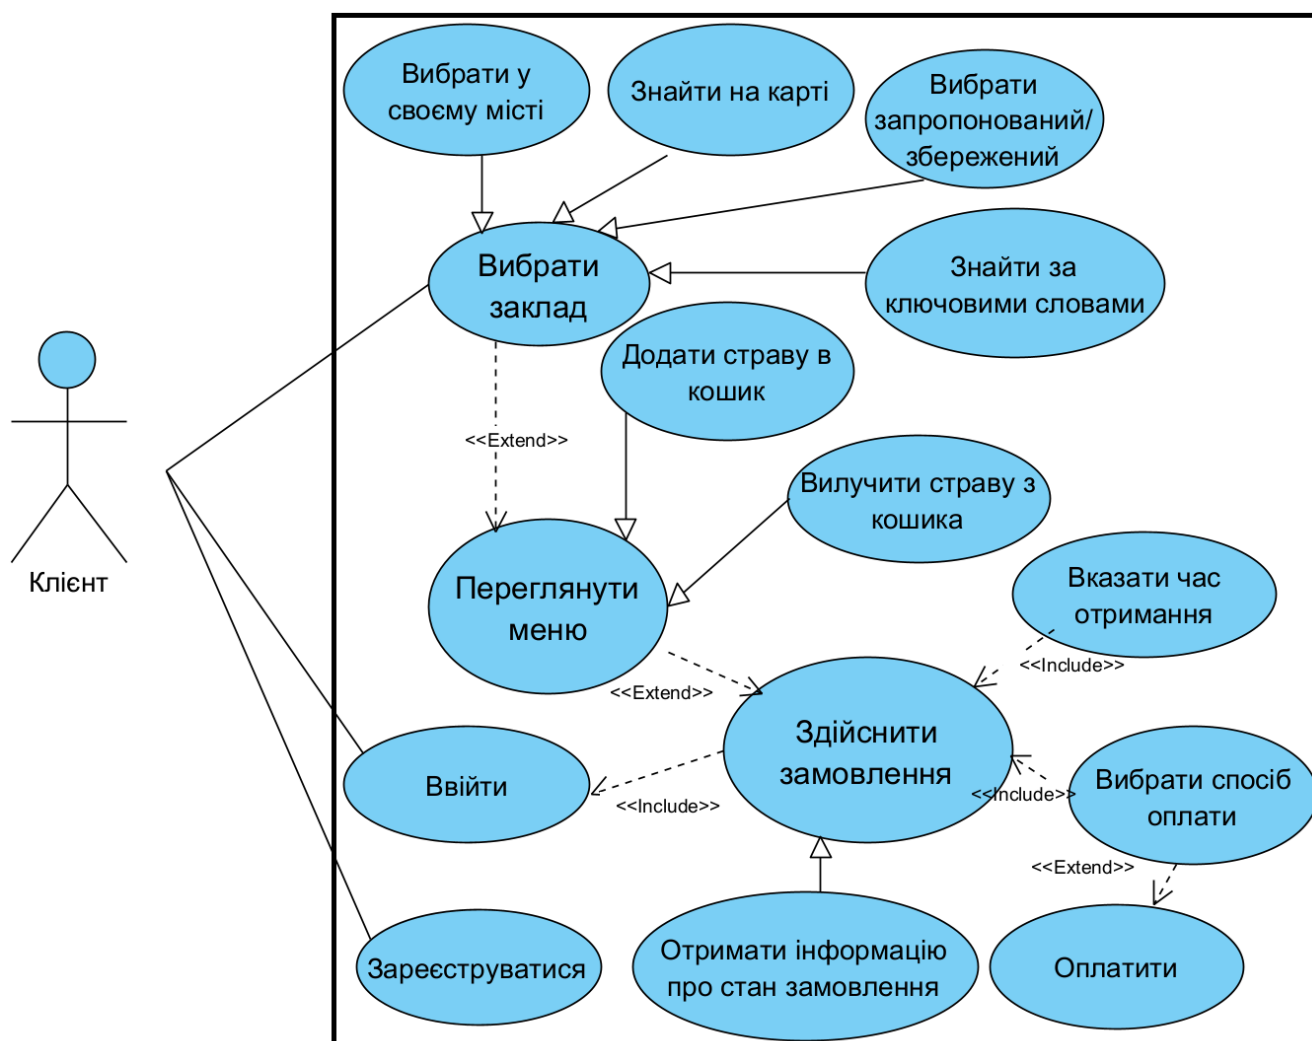 Вибрати у
своєму місті
Знайти на карті
Вибрати
запропонований/
збережений
Вибрати
заклад
Знайти за
ключовими словами
Додати страву в
кошик
<<Extend>>
Вилучити страву з
кошика
Клієнт
Переглянути
меню
Вказати час
отримання
<<Include>>
<<Extend>>
Здійснити
замовлення
Ввійти
<<Include>>
<<Include>>
Вибрати спосіб
оплати
<<Extend>>
Зареєструватися
Отримати інформацію
про стан замовлення
Оплатити